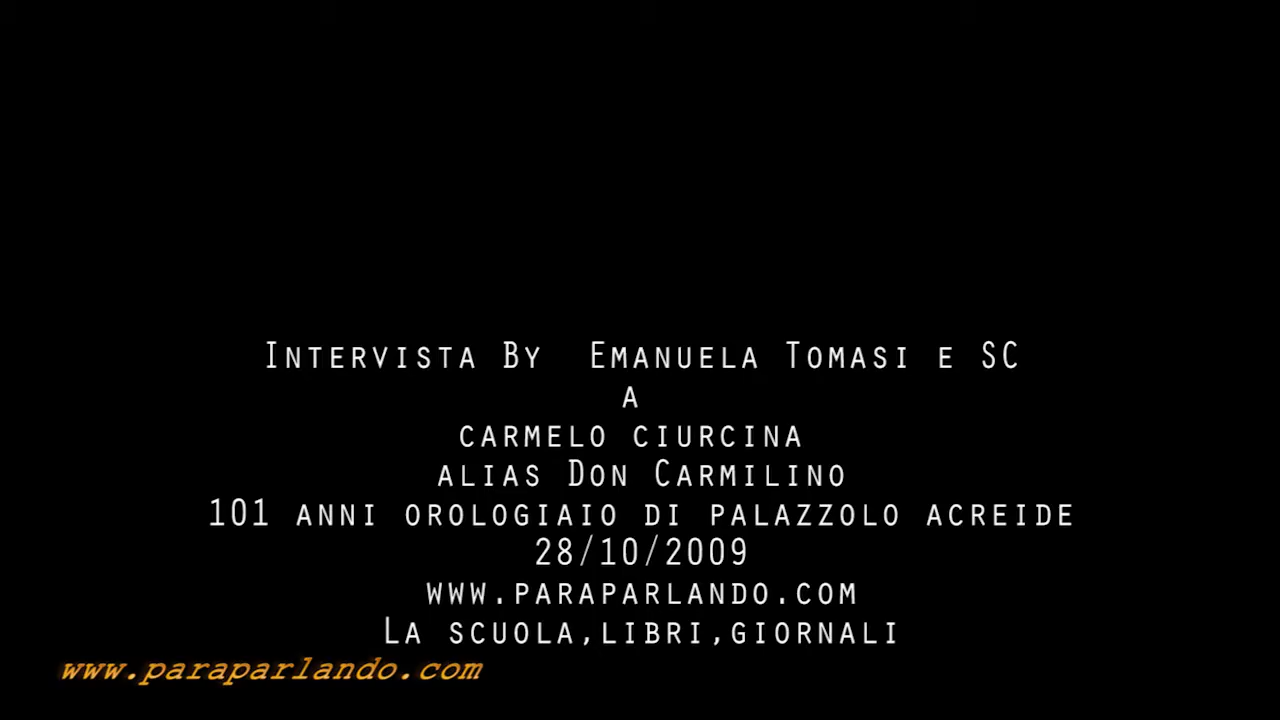 Intervista By Emanuela Tomasi e SC
a
carmelo ciurcina
alias Don Carmilino
101 anni orologiaio di palazzolo acreide
28/10/2009
www.paraparlando.com
La scuola,libri,giornali
www.paraparlando.com